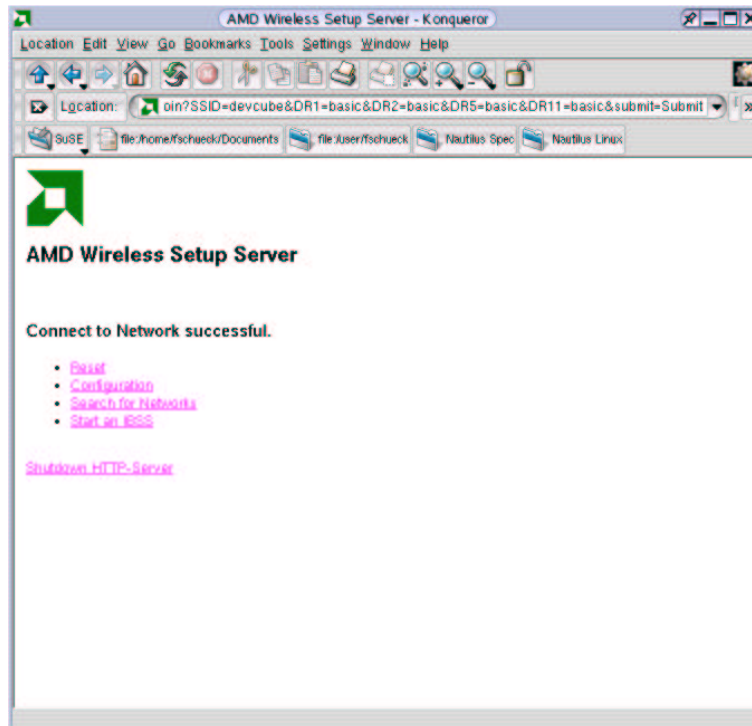 AMD Wireless Setup Server - Konqueror
Location Edit View Go Bookmarks Tools Settings Window Help
Location: oin?SSID=devcube&DR1=basic&DR2=basic&DR5=basic&DR11=basic&submit=Submit
SuSE file:/home/fschueck/Documents file:/user/fschueck Nautilus Spec Nautilus Linux
AMD Wireless Setup Server
Connect to Network successful.
• Reset
• Configuration
• Search for Networks
• Start an IBSS
Shutdown HTTP-Server